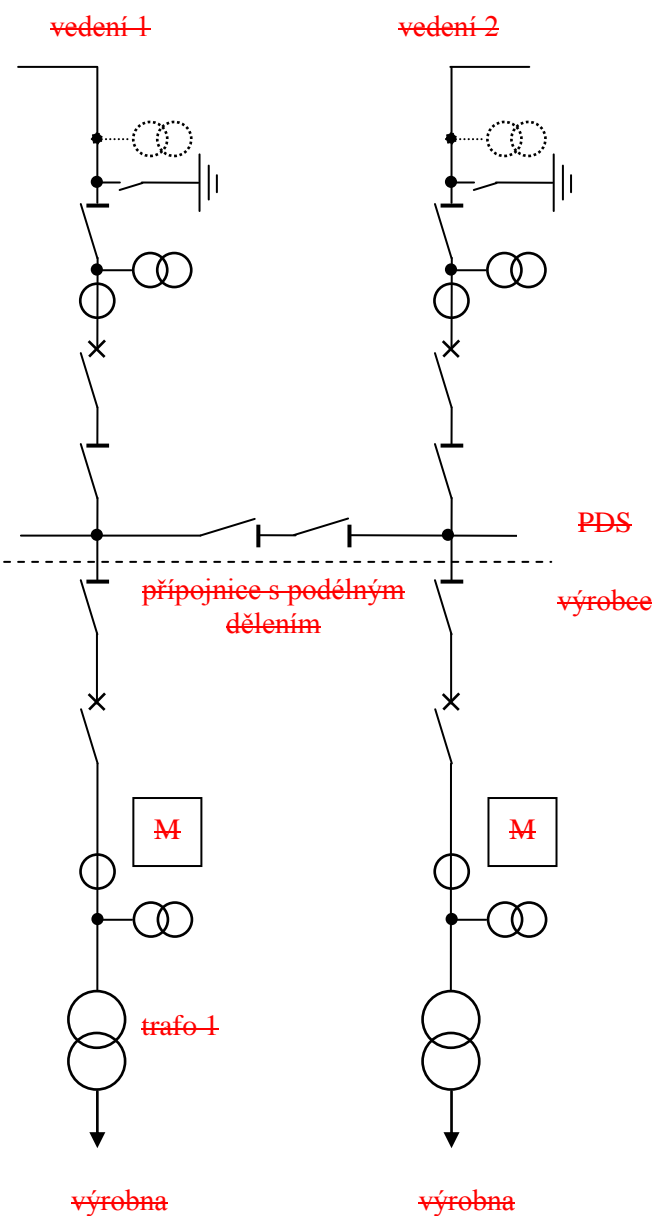 vedení 1
vedení 2
PDS
přípojnice s podélným
dělením
výrobce
M
M
trafo 1
výrobna
výrobna